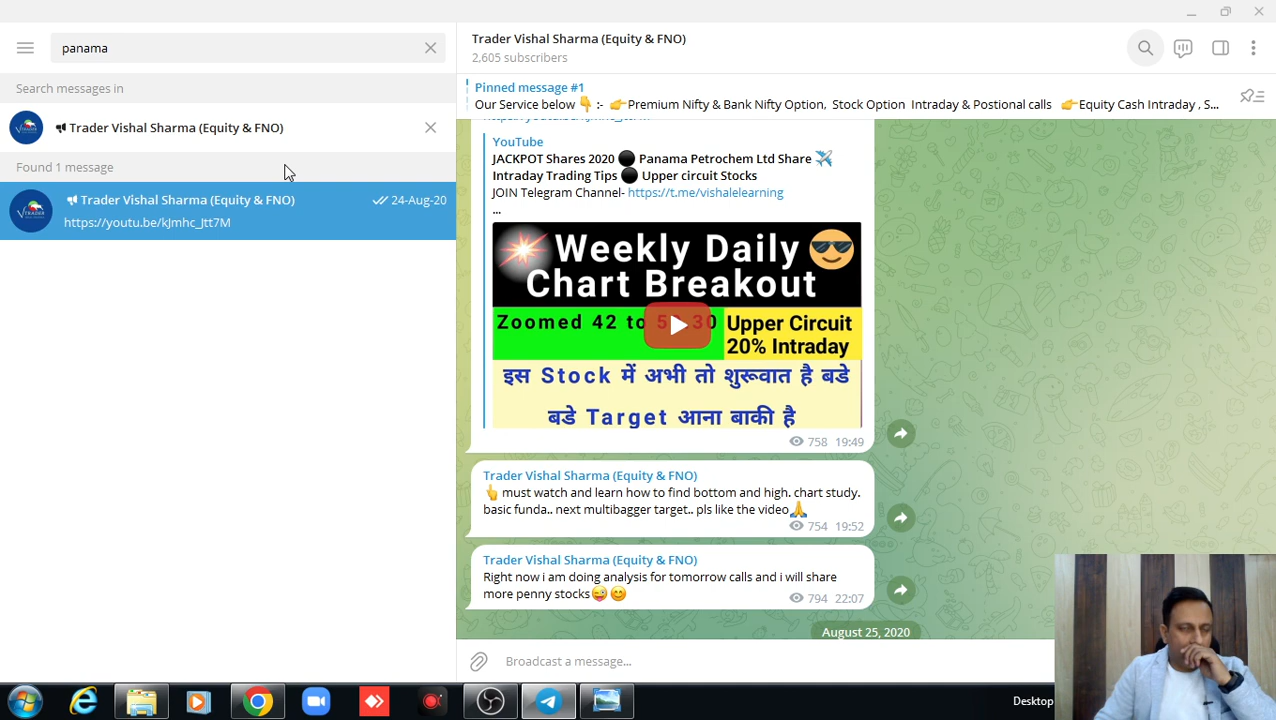 panama
Search messages in
Trader Vishal Sharma (Equity & FNO)
Found 1 message
Trader Vishal Sharma (Equity & FNO)
24-Aug-20
https://youtu.be/kJmhc_Jtt7M
Trader Vishal Sharma (Equity & FNO)
2,605 subscribers
Pinned message #1
Our Service below 👇 :- 👉Premium Nifty & Bank Nifty Option, Stock Option Intraday & Positional calls 👉Equity Cash Intraday , S...
YouTube
JACKPOT Shares 2020 ⚫ Panama Petrochem Ltd Share ✈️
Intraday Trading Tips ⚫ Upper circuit Stocks
JOIN Telegram Channel- https://t.me/vishalelearning
...
Weekly Daily
Chart Breakout
Zoomed 42 to
Upper Circuit
20% Intraday
इस Stock में अभी तो शुरूवात है बडे
बडे Target आना बाकी है
758 19:49
Trader Vishal Sharma (Equity & FNO)
👆 must watch and learn how to find bottom and high. chart study.
basic funda.. next multibagger target.. pls like the video🙏
754 19:52
Trader Vishal Sharma (Equity & FNO)
Right now i am doing analysis for tomorrow calls and i will share
more penny stocks😜😊
794 22:07
August 25, 2020
Broadcast a message...
Desktop